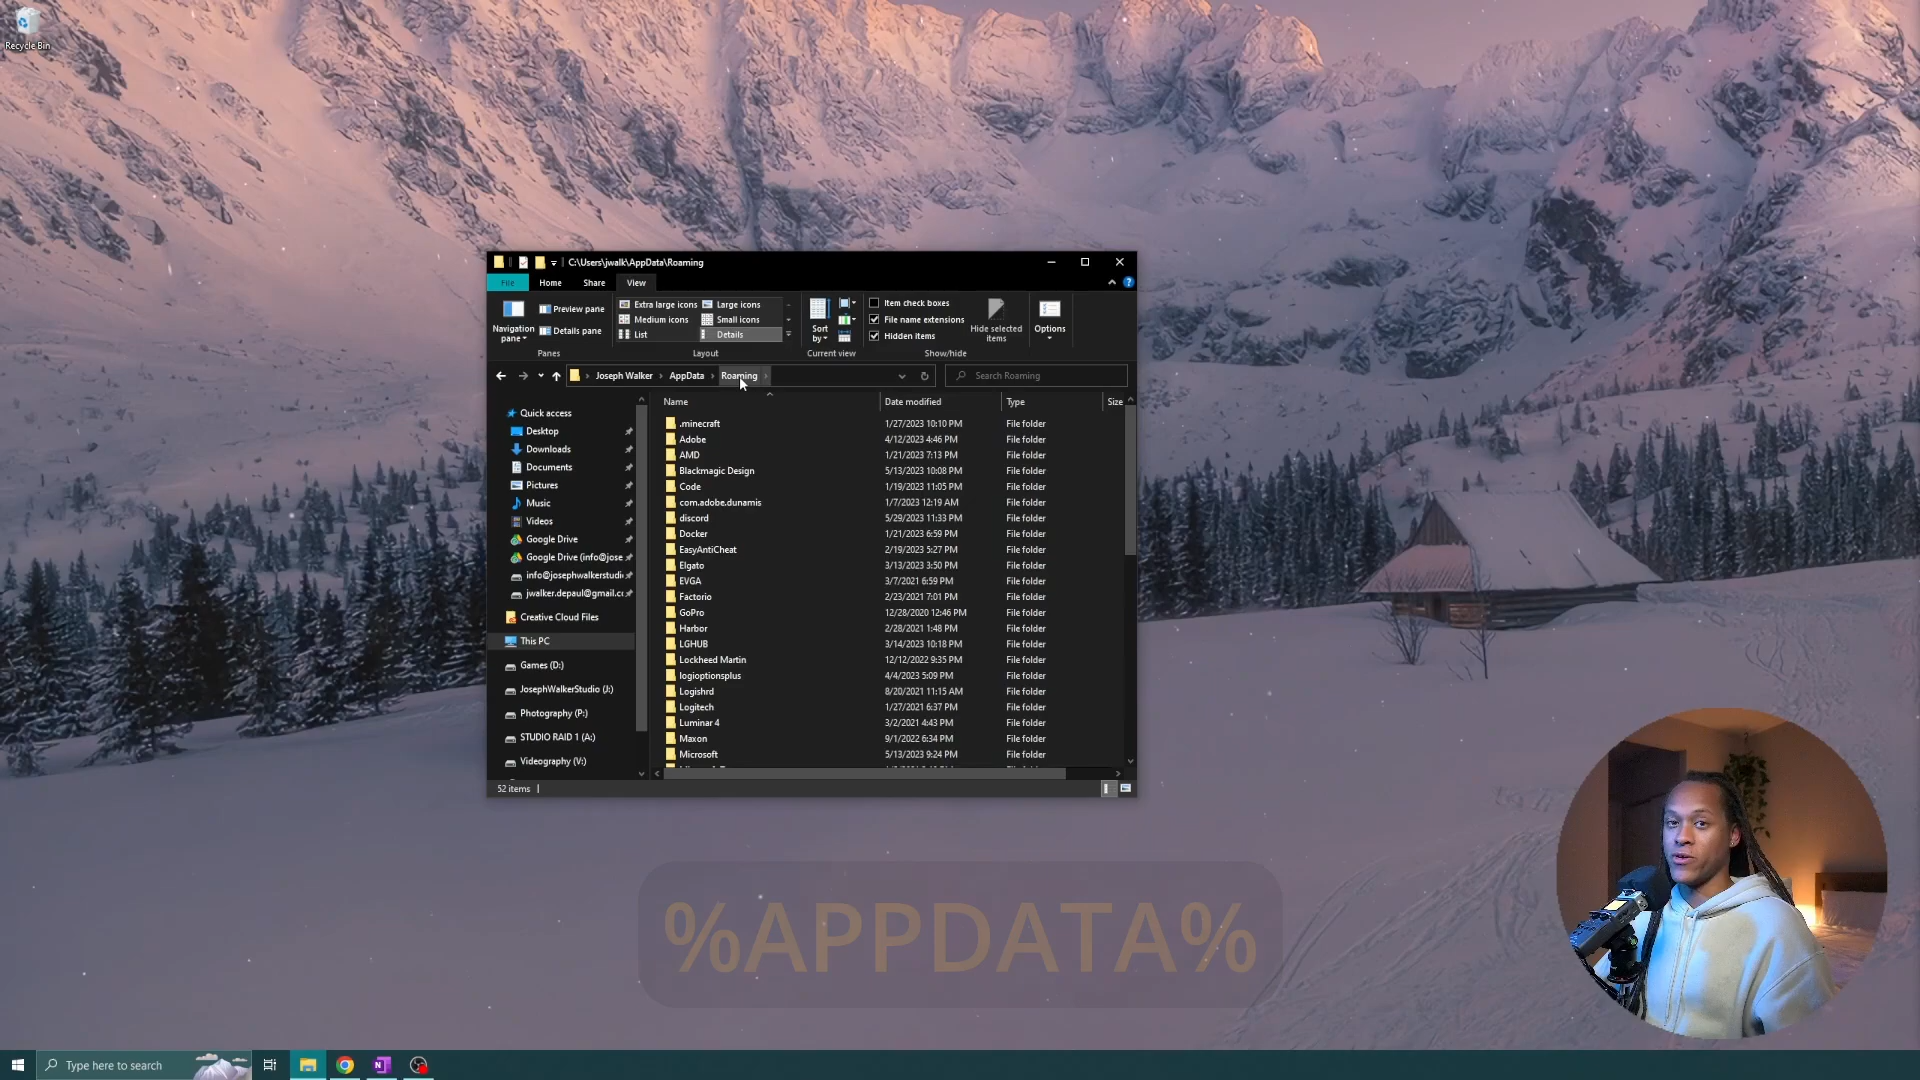 Recycle Bin
C:\Users\jwalk\AppData\Roaming
File
Home
Share
View
Navigation pane
Preview pane
Details pane
Panes
Extra large icons
Large icons
Medium icons
Small icons
List
Details
Layout
Sort by
Current view
Item check boxes
File name extensions
Hidden items
Hide selected items
Show/hide
Options
Joseph Walker
AppData
Roaming
Search Roaming
Quick access
Desktop
Downloads
Documents
Pictures
Music
Videos
Google Drive
Google Drive (info@jose
info@josephwalkerstudi
jwalker.depaul@gmail.cc
Creative Cloud Files
This PC
Games (D:)
JosephWalkerStudio (J:)
Photography (P:)
STUDIO RAID 1 (A:)
Videography (V:)
Name Date modified Type Size
.minecraft 1/27/2023 10:10 PM File folder
Adobe 4/12/2023 4:46 PM File folder
AMD 1/21/2023 7:13 PM File folder
Blackmagic Design 5/13/2023 10:08 PM File folder
Code 1/19/2023 11:05 PM File folder
com.adobe.dunamis 1/7/2023 12:19 AM File folder
discord 5/29/2023 11:33 PM File folder
Docker 1/21/2023 6:59 PM File folder
EasyAntiCheat 2/19/2023 5:27 PM File folder
Elgato 3/13/2023 3:50 PM File folder
EVGA 3/7/2021 6:59 PM File folder
Factorio 2/23/2021 7:01 PM File folder
GoPro 12/28/2020 12:46 PM File folder
Harbor 2/28/2021 1:48 PM File folder
LGHUB 3/14/2023 10:18 PM File folder
Lockheed Martin 12/12/2022 9:35 PM File folder
logioptionsplus 4/4/2023 5:09 PM File folder
Logishrd 8/20/2021 11:15 AM File folder
Logitech 1/27/2021 6:37 PM File folder
Luminar 4 3/2/2021 4:43 PM File folder
Maxon 9/1/2022 6:34 PM File folder
Microsoft 5/13/2023 9:24 PM File folder
52 items
%APPDATA%
Type here to search